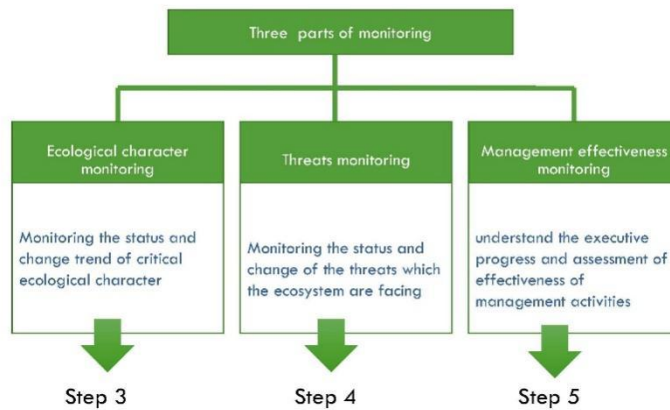 Three parts of monitoring
Ecological character
monitoring
Monitoring the status and
change trend of critical
ecological character
Step 3
Threats monitoring
Monitoring the status and
change of the threats which
the ecosystem are facing
Step 4
Management effectiveness
monitoring
understand the executive
progress and assessment of
effectiveness of
management activities
Step 5